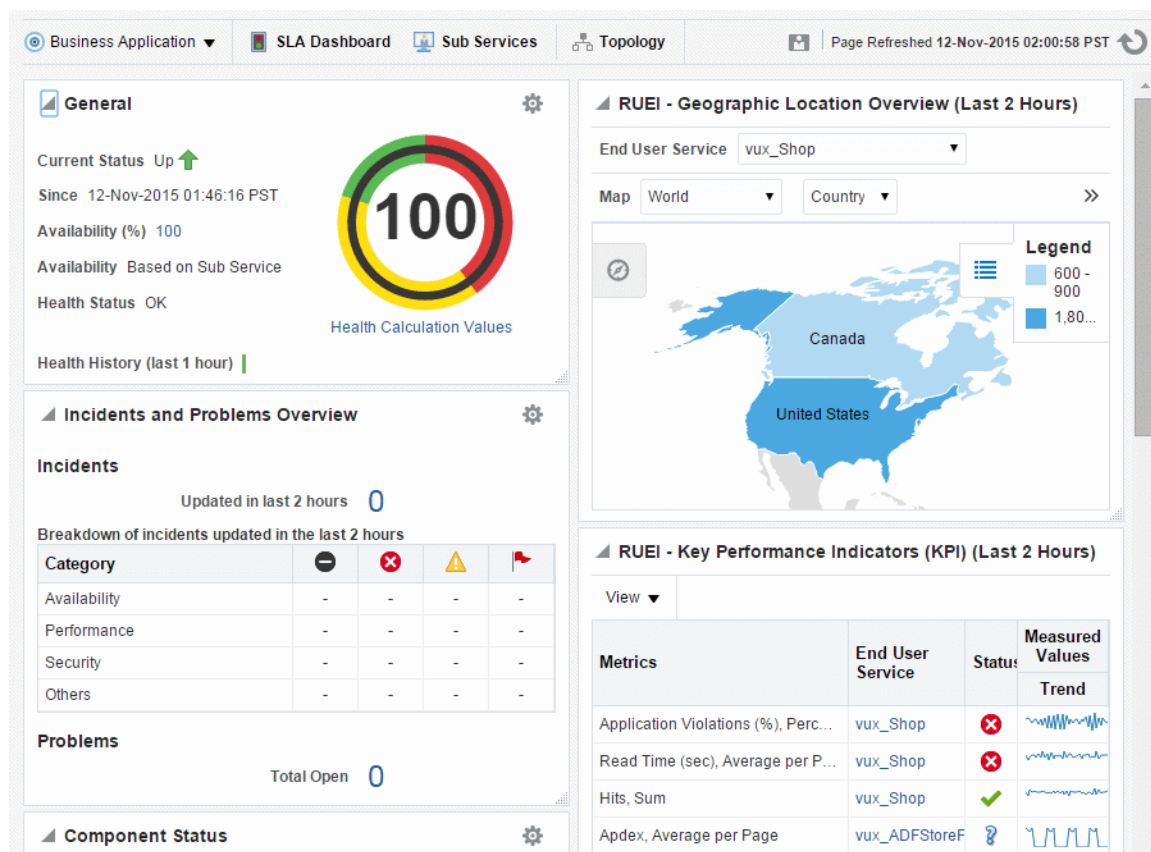 Business Application
SLA Dashboard
Sub Services
Topology
Page Refreshed 12-Nov-2015 02:00:58 PST
General
Current Status Up
Since 12-Nov-2015 01:46:16 PST
Availability (%) 100
Availability Based on Sub Service
Health Status OK
100
Health Calculation Values
Health History (last 1 hour)
Incidents and Problems Overview
Incidents
Updated in last 2 hours 0
Breakdown of incidents updated in the last 2 hours
Category
Availability - - - -
Performance - - - -
Security - - - -
Others - - - -
Problems
Total Open 0
Component Status
RUEI - Geographic Location Overview (Last 2 Hours)
End User Service vux_Shop
Map World Country
Legend
600 -
900
1,80...
Canada
United States
RUEI - Key Performance Indicators (KPI) (Last 2 Hours)
View
Metrics
End User
Service
Status
Measured
Values
Trend
Application Violations (%), Perc... vux_Shop
Read Time (sec), Average per P... vux_Shop
Hits, Sum vux_Shop
Apdex, Average per Page vux_ADFStoreF